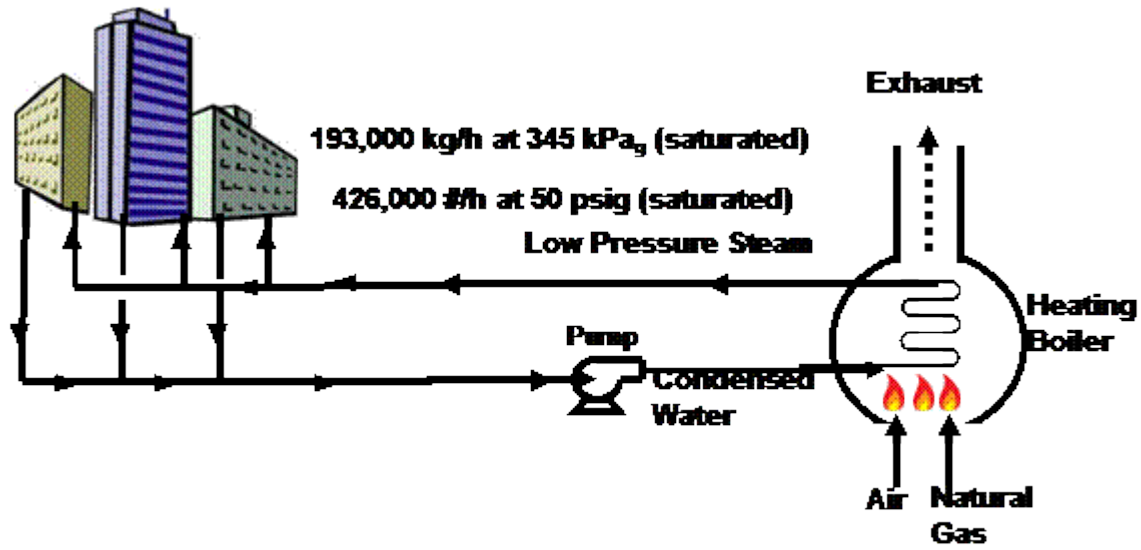 Exhaust
193,000 kg/h at 345 kPag (saturated)
426,000 #/h at 50 psig (saturated)
Low Pressure Steam
Heating
Boiler
Pump
Condensed
Water
Air
Natural
Gas